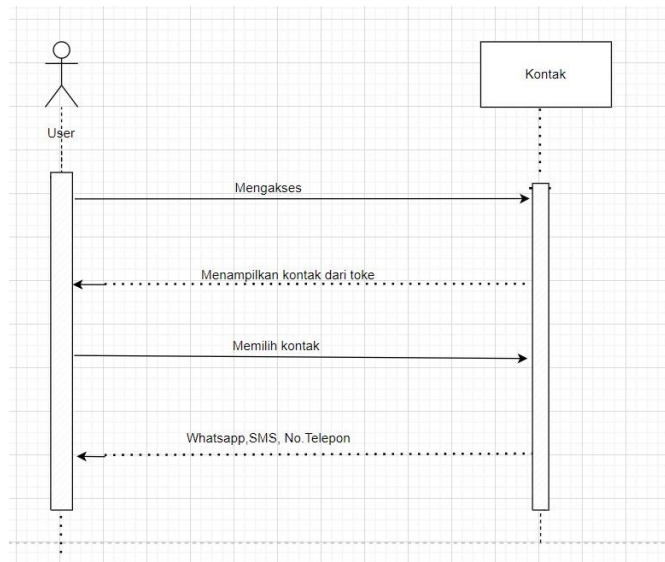 Kontak
User
Mengakses
Menampilkan kontak dari toke
Memilih kontak
Whatsapp,SMS, No.Telepon